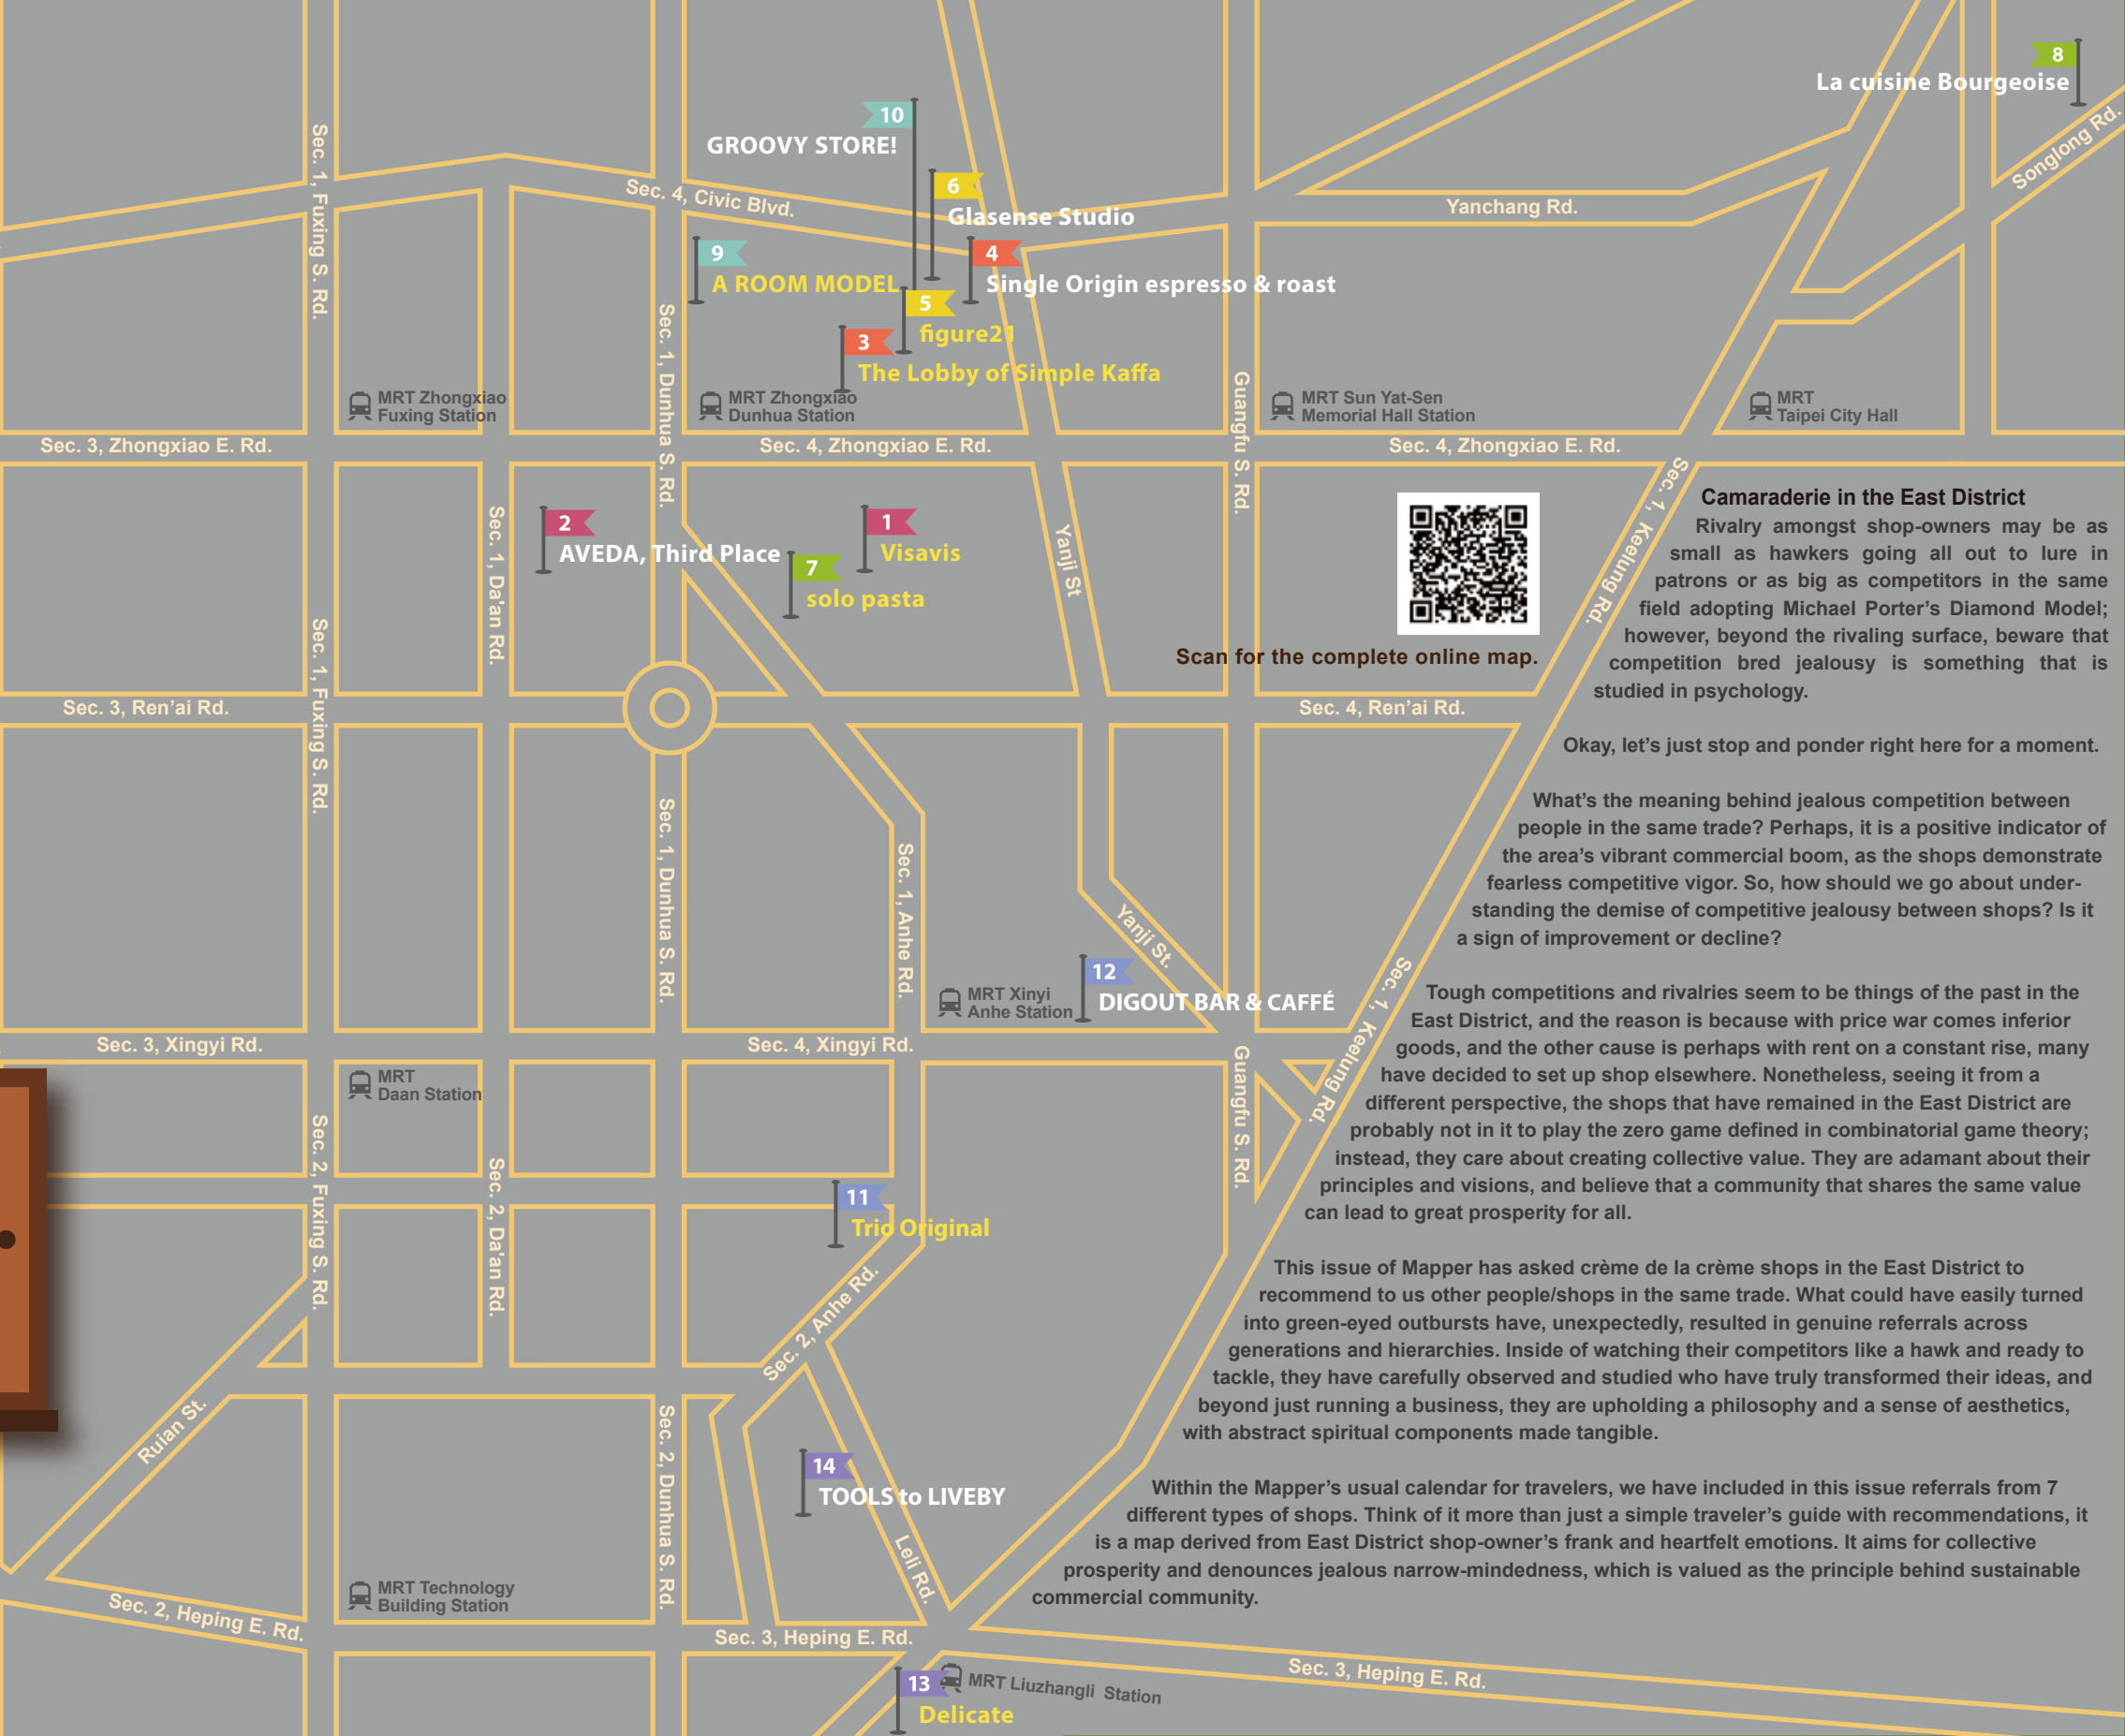 8
La cuisine Bourgeoise
Songlong Rd.
10
GROOVY STORE!
Sec. 1, Fuxing S. Rd.
6
Glasense Studio
Sec. 4, Civic Blvd.
Yanchang Rd.
9
A ROOM MODEL
4
Single Origin espresso & roast
5
figure21
3
The Lobby of Simple Kaffa
Sec. 1, Dunhua S. Rd.
Guangfu S. Rd.
MRT Zhongxiao
Fuxing Station
MRT Zhongxiao
Dunhua Station
MRT Sun Yat-Sen
Memorial Hall Station
MRT
Taipei City Hall
Sec. 3, Zhongxiao E. Rd.
Sec. 4, Zhongxiao E. Rd.
Sec. 4, Zhongxiao E. Rd.
Sec. 1, Keelung Rd.
Sec. 1, Da'an Rd.
2
AVEDA, Third Place
1
Visavis
7
solo pasta
Yanji St
Scan for the complete online map.
Sec. 1, Fuxing S. Rd.
Sec. 3, Ren'ai Rd.
Sec. 4, Ren'ai Rd.
Sec. 1, Dunhua S. Rd.
Sec. 1, Anhe Rd.
Yanji St.
12
DIGOUT BAR & CAFFÉ
MRT Xinyi
Anhe Station
Sec. 1, Keelung Rd.
Sec. 3, Xingyi Rd.
Sec. 4, Xingyi Rd.
Guangfu S. Rd.
MRT
Daan Station
Sec. 2, Fuxing S. Rd.
Sec. 2, Da'an Rd.
11
Trio Original
Sec. 2, Anhe Rd.
Ruian St.
Sec. 2, Dunhua S. Rd.
14
TOOLS to LIVEBY
Leli Rd.
MRT Technology
Building Station
Sec. 2, Heping E. Rd.
Sec. 3, Heping E. Rd.
Sec. 3, Heping E. Rd.
13
Delicate
MRT Liuzhangli Station
Camaraderie in the East District
Rivalry amongst shop-owners may be as
small as hawkers going all out to lure in
patrons or as big as competitors in the same
field adopting Michael Porter's Diamond Model;
however, beyond the rivaling surface, beware that
competition bred jealousy is something that is
studied in psychology.
Okay, let's just stop and ponder right here for a moment.
What's the meaning behind jealous competition between
people in the same trade? Perhaps, it is a positive indicator of
the area's vibrant commercial boom, as the shops demonstrate
fearless competitive vigor. So, how should we go about under-
standing the demise of competitive jealousy between shops? Is it
a sign of improvement or decline?
Tough competitions and rivalries seem to be things of the past in the
East District, and the reason is because with price war comes inferior
goods, and the other cause is perhaps with rent on a constant rise, many
have decided to set up shop elsewhere. Nonetheless, seeing it from a
different perspective, the shops that have remained in the East District are
probably not in it to play the zero game defined in combinatorial game theory;
instead, they care about creating collective value. They are adamant about their
principles and visions, and believe that a community that shares the same value
can lead to great prosperity for all.
This issue of Mapper has asked crème de la crème shops in the East District to
recommend to us other people/shops in the same trade. What could have easily turned
into green-eyed outbursts have, unexpectedly, resulted in genuine referrals across
generations and hierarchies. Inside of watching their competitors like a hawk and ready to
tackle, they have carefully observed and studied who have truly transformed their ideas, and
beyond just running a business, they are upholding a philosophy and a sense of aesthetics,
with abstract spiritual components made tangible.
Within the Mapper's usual calendar for travelers, we have included in this issue referrals from 7
different types of shops. Think of it more than just a simple traveler's guide with recommendations, it
is a map derived from East District shop-owner's frank and heartfelt emotions. It aims for collective
prosperity and denounces jealous narrow-mindedness, which is valued as the principle behind sustainable
commercial community.